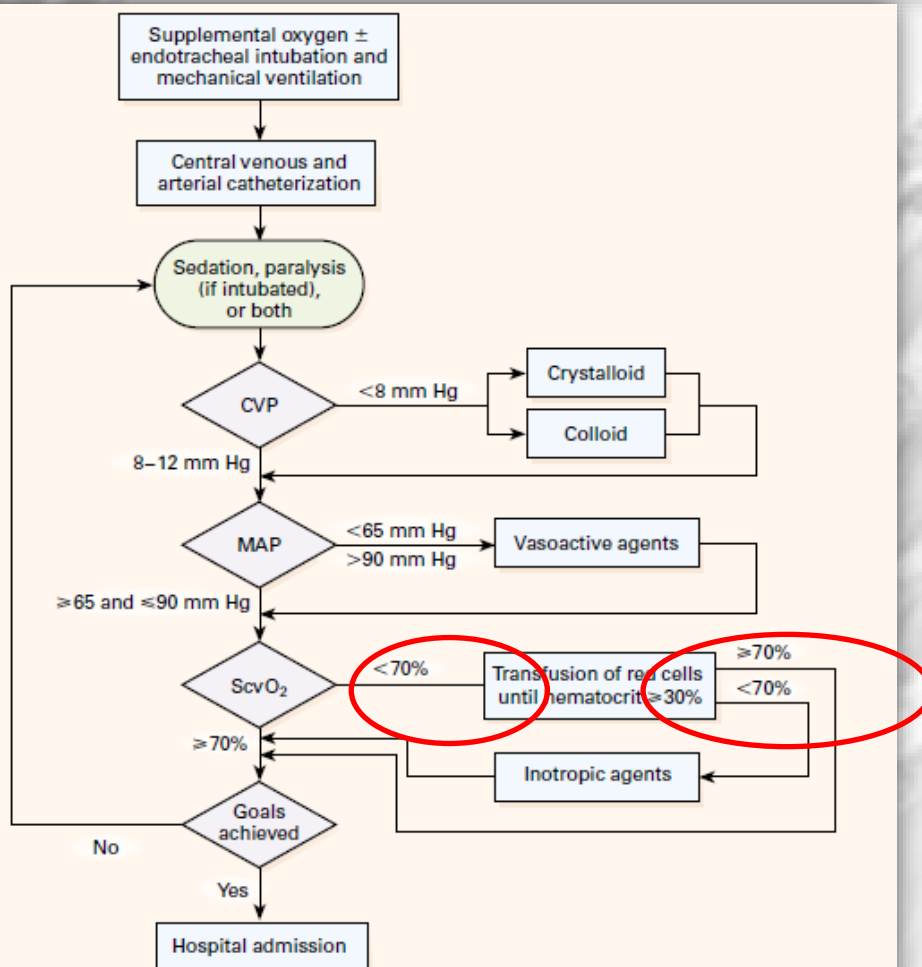 Supplemental oxygen ±
endotracheal intubation and
mechanical ventilation
Central venous and
arterial catheterization
Sedation, paralysis
(if intubated),
or both
CVP
<8 mm Hg
Crystalloid
Colloid
8–12 mm Hg
MAP
<65 mm Hg
>90 mm Hg
Vasoactive agents
≥65 and ≤90 mm Hg
ScvO₂
<70%
Transfusion of red cells
until hematocrit ≥30%
≥70%
<70%
≥70%
Inotropic agents
Goals
achieved
No
Yes
Hospital admission